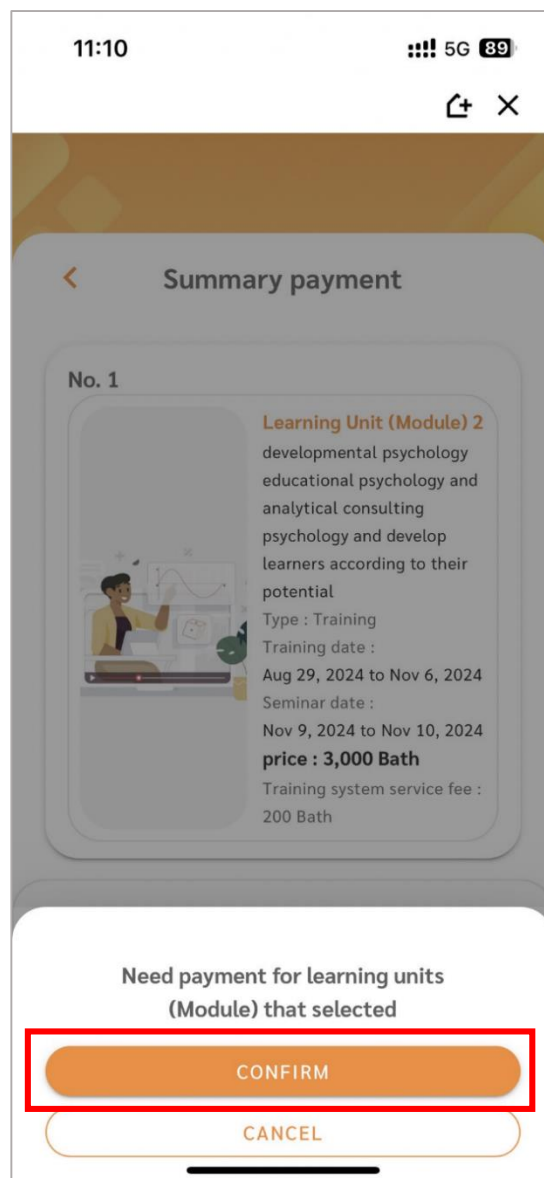 11:10
5G 89
Summary payment
No. 1
Learning Unit (Module) 2
developmental psychology
educational psychology and
analytical consulting
psychology and develop
learners according to their
potential
Type : Training
Training date :
Aug 29, 2024 to Nov 6, 2024
Seminar date :
Nov 9, 2024 to Nov 10, 2024
price : 3,000 Bath
Training system service fee :
200 Bath
Need payment for learning units
(Module) that selected
CONFIRM
CANCEL